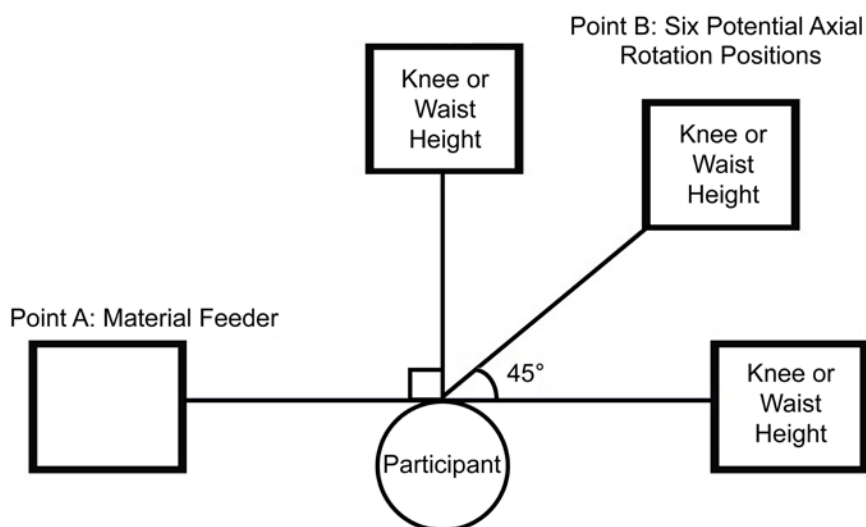 Point B: Six Potential Axial
Rotation Positions
Knee or
Waist
Height
Knee or
Waist
Height
Point A: Material Feeder
45°
Knee or
Waist
Height
Participant